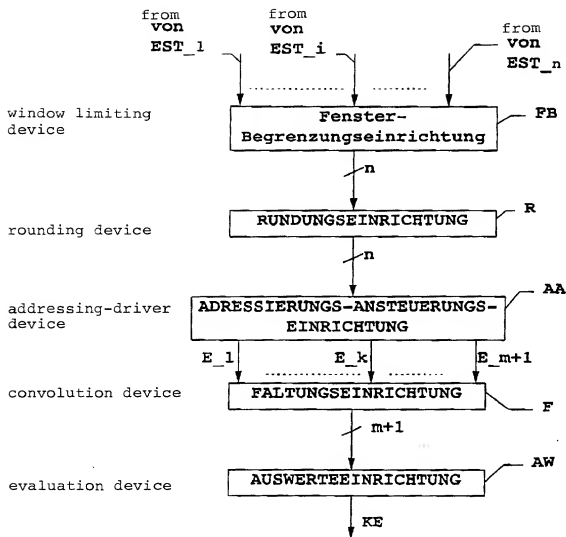 from
von
EST_1
from
von
EST_i
from
von
EST_n
window limiting
device
Fenster-
Begrenzungseinrichtung
FB
n
rounding device
RUNDUNGSEINRICHTUNG
R
n
addressing-driver
device
ADRESSIERUNGS-ANSTEUERUNGS-
EINRICHTUNG
AA
E_1
E_k
E_m+1
convolution device
FALTUNGSEINRICHTUNG
F
m+1
evaluation device
AUSWERTEEINRICHTUNG
AW
KE